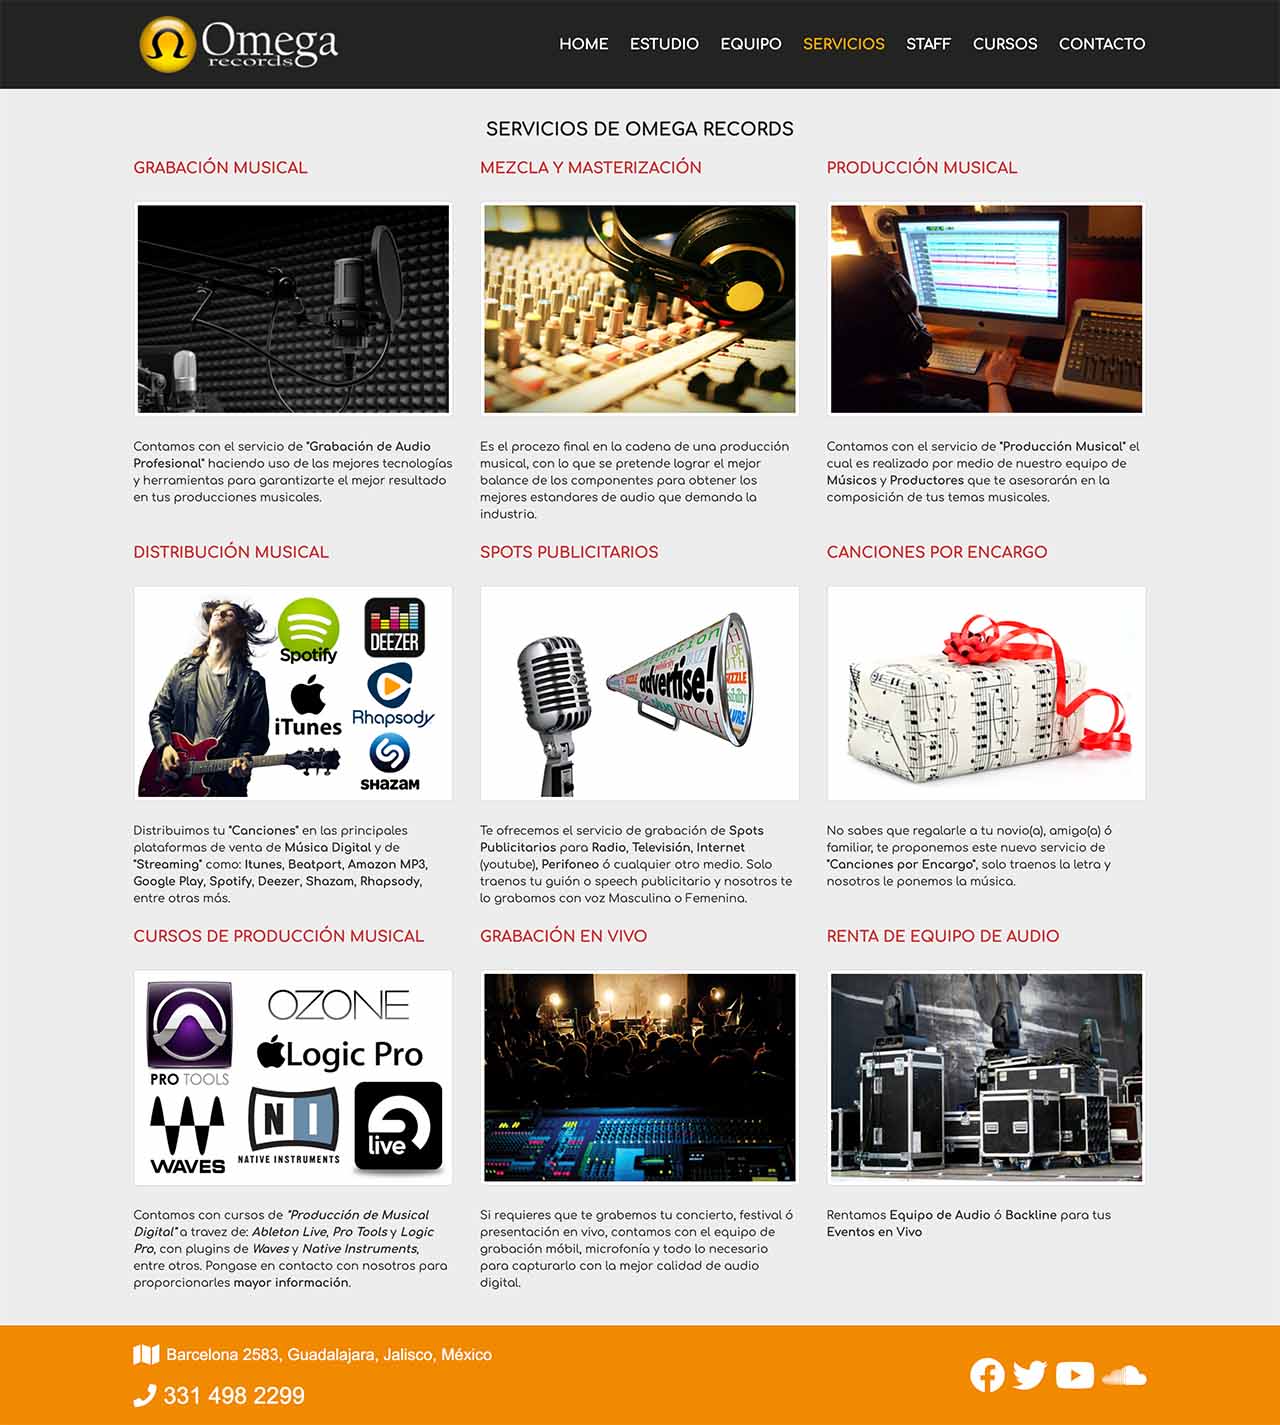 Omega
records
HOME ESTUDIO EQUIPO SERVICIOS STAFF CURSOS CONTACTO
SERVICIOS DE OMEGA RECORDS
GRABACIÓN MUSICAL
Contamos con el servicio de "Grabación de Audio
Profesional" haciendo uso de las mejores tecnologías
y herramientas para garantizarte el mejor resultado
en tus producciones musicales.
MEZCLA Y MASTERIZACIÓN
Es el procezo final en la cadena de una producción
musical, con lo que se pretende lograr el mejor
balance de los componentes para obtener los
mejores estandares de audio que demanda la
industria.
PRODUCCIÓN MUSICAL
Contamos con el servicio de "Producción Musical" el
cual es realizado por medio de nuestro equipo de
Músicos y Productores que te asesorarán en la
composición de tus temas musicales.
DISTRIBUCIÓN MUSICAL
Spotify
DEEZER
iTunes
Rhapsody
SHAZAM
Distribuimos tu "Canciones" en las principales
plataformas de venta de Música Digital y de
"Streaming" como: Itunes, Beatport, Amazon MP3,
Google Play, Spotify, Deezer, Shazam, Rhapsody,
entre otras más.
SPOTS PUBLICITARIOS
advertise!
PITCH
Te ofrecemos el servicio de grabación de Spots
Publicitarios para Radio, Televisión, Internet
(youtube), Perifoneo ó cualquier otro medio. Solo
traenos tu guión o speech publicitario y nosotros te
lo grabamos con voz Masculina o Femenina.
CANCIONES POR ENCARGO
No sabes que regalarle a tu novio(a), amigo(a) ó
familiar, te proponemos este nuevo servicio de
"Canciones por Encargo", solo traenos la letra y
nosotros le ponemos la música.
CURSOS DE PRODUCCIÓN MUSICAL
OZONE
Logic Pro
PRO TOOLS
WAVES
NI
NATIVE INSTRUMENTS
live
Contamos con cursos de "Producción de Musical
Digital" a travez de: Ableton Live, Pro Tools y Logic
Pro, con plugins de Waves y Native Instruments,
entre otros. Pongase en contacto con nosotros para
proporcionarles mayor información.
GRABACIÓN EN VIVO
Si requieres que te grabemos tu concierto, festival ó
presentación en vivo, contamos con el equipo de
grabación móbil, microfonía y todo lo necesario
para capturarlo con la mejor calidad de audio
digital.
RENTA DE EQUIPO DE AUDIO
Rentamos Equipo de Audio ó Backline para tus
Eventos en Vivo
Barcelona 2583, Guadalajara, Jalisco, México
331 498 2299